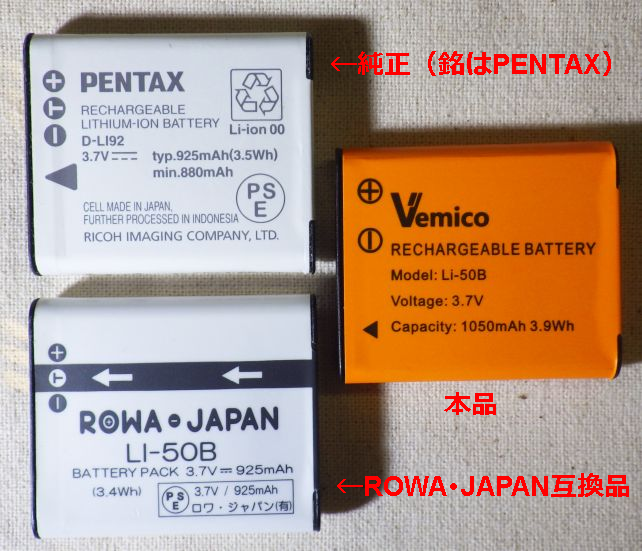 ←純正（銘はPENTAX）
PENTAX
RECHARGEABLE
LITHIUM-ION BATTERY
D-LI92
3.7V typ.925mAh(3.5Wh)
min.880mAh
Li-ion 00
PS
E
CELL MADE IN JAPAN,
FURTHER PROCESSED IN INDONESIA
RICOH IMAGING COMPANY, LTD.
+
T
-
Vemico
RECHARGEABLE BATTERY
Model: Li-50B
Voltage: 3.7V
Capacity: 1050mAh 3.9Wh
+
-
本品
+
T
-
ROWA・JAPAN
LI-50B
BATTERY PACK 3.7V 925mAh
(3.4Wh)
PS
E
3.7V / 925mAh
ロワ・ジャパン(有)
←ROWA・JAPAN互換品